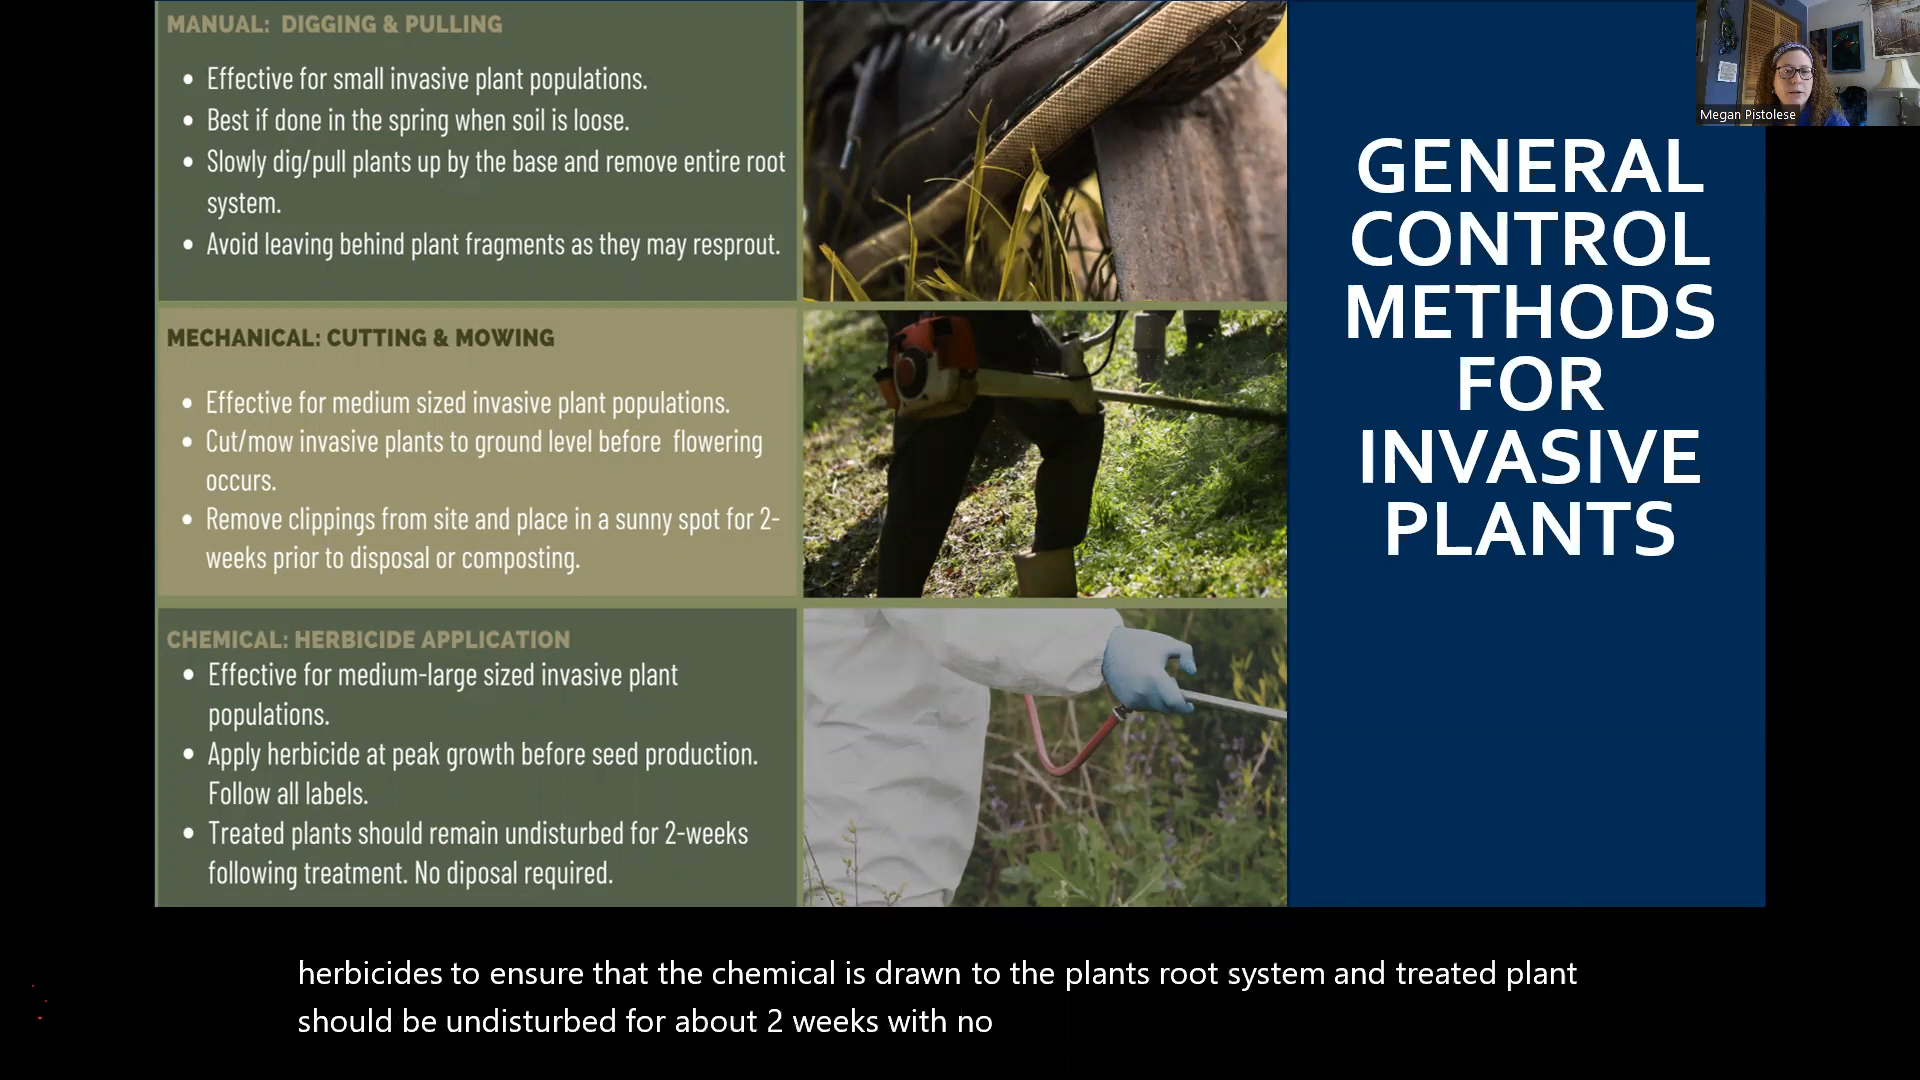 MANUAL: DIGGING & PULLING
Effective for small invasive plant populations.
Best if done in the spring when soil is loose.
Slowly dig/pull plants up by the base and remove entire root
system.
Avoid leaving behind plant fragments as they may resprout.
MECHANICAL: CUTTING & MOWING
Effective for medium sized invasive plant populations.
Cut/mow invasive plants to ground level before flowering
occurs.
Remove clippings from site and place in a sunny spot for 2-
weeks prior to disposal or composting.
CHEMICAL: HERBICIDE APPLICATION
Effective for medium-large sized invasive plant
populations.
Apply herbicide at peak growth before seed production.
Follow all labels.
Treated plants should remain undisturbed for 2-weeks
following treatment. No diposal required.
GENERAL
CONTROL
METHODS
FOR
INVASIVE
PLANTS
Megan Pistolese
herbicides to ensure that the chemical is drawn to the plants root system and treated plant
should be undisturbed for about 2 weeks with no